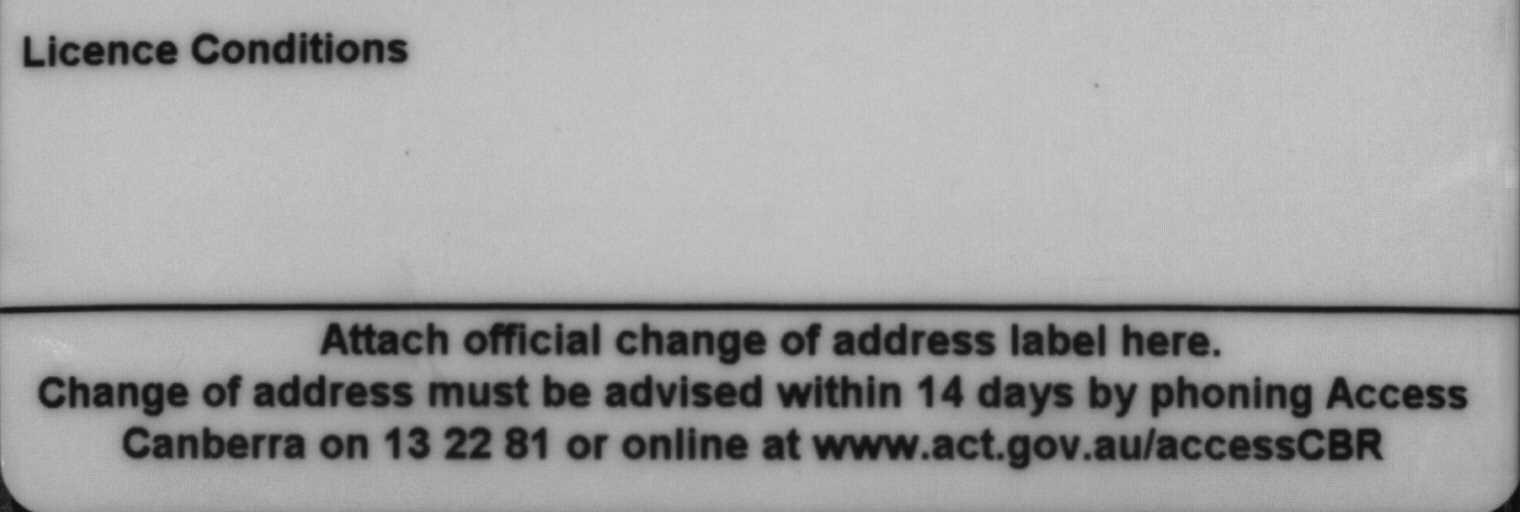 Licence Conditions
Attach official change of address label here.
Change of address must be advised within 14 days by phoning Access
Canberra on 13 22 81 or online at www.act.gov.au/accessCBR